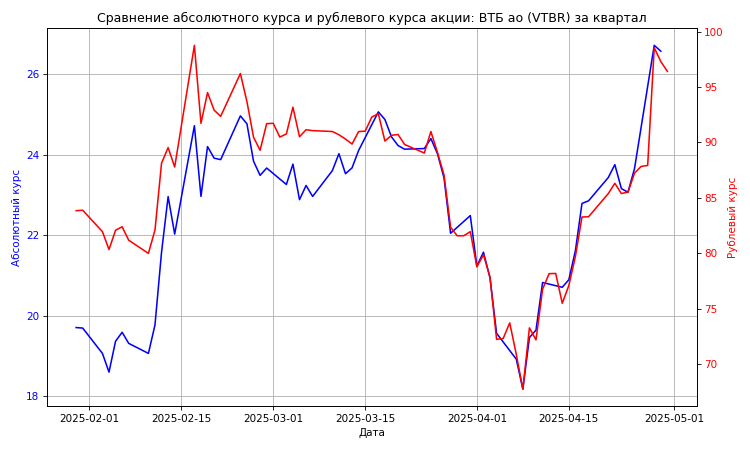 Сравнение абсолютного курса и рублевого курса акции: ВТБ ао (VTBR) за квартал
100
26
95
90
24
Абсолютный курс
85
Рублевый курс
22
80
75
20
70
18
2025-02-01 2025-02-15 2025-03-01 2025-03-15 2025-04-01 2025-04-15 2025-05-01
Дата